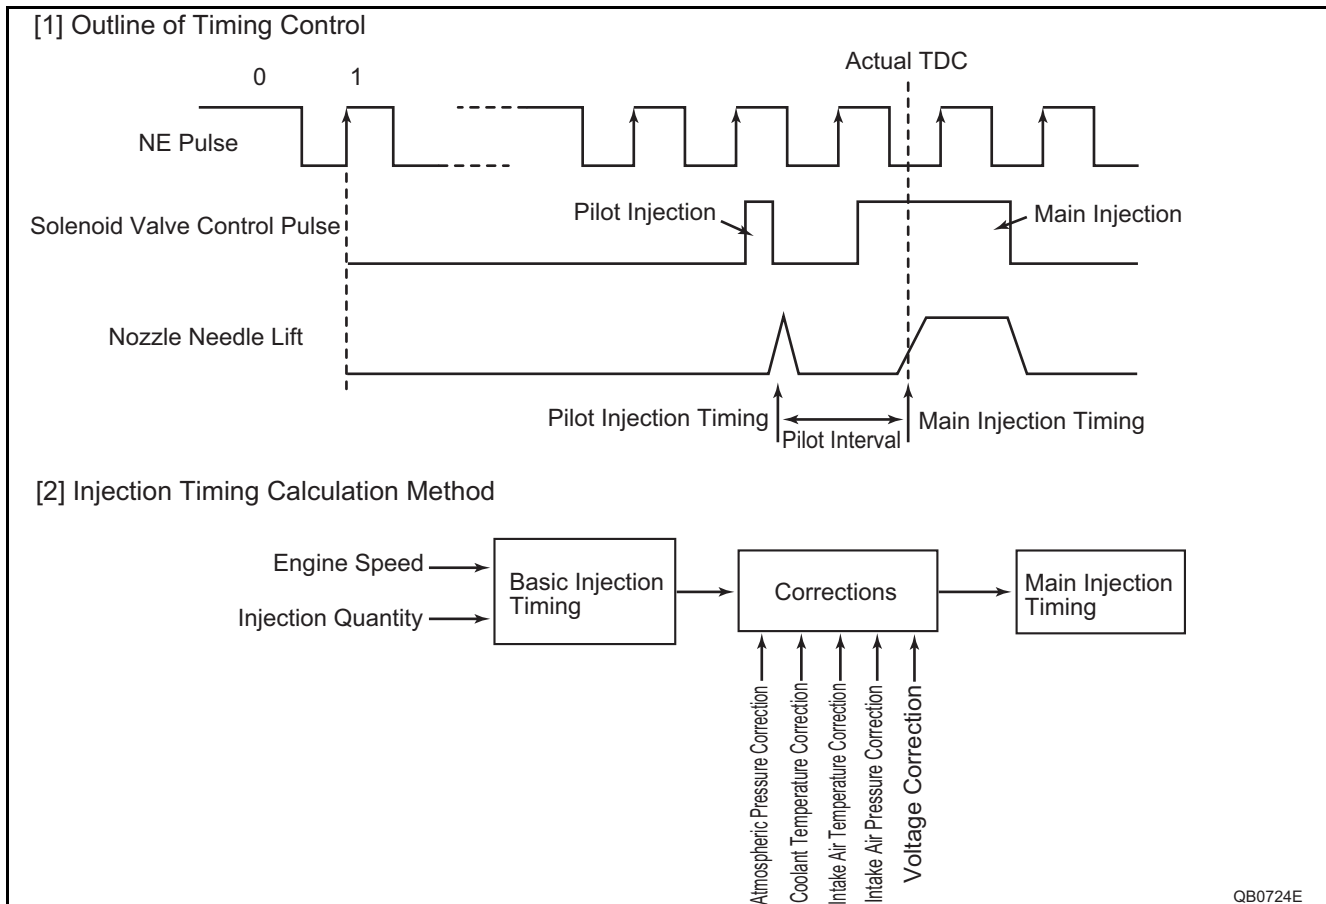 [1] Outline of Timing Control
Actual TDC
0 1
NE Pulse
Pilot Injection
Main Injection
Solenoid Valve Control Pulse
Nozzle Needle Lift
Pilot Injection Timing
Pilot Interval
Main Injection Timing
[2] Injection Timing Calculation Method
Engine Speed
Injection Quantity
Basic Injection
Timing
Corrections
Main Injection
Timing
Atmospheric Pressure Correction
Coolant Temperature Correction
Intake Air Temperature Correction
Intake Air Pressure Correction
Voltage Correction
QB0724E